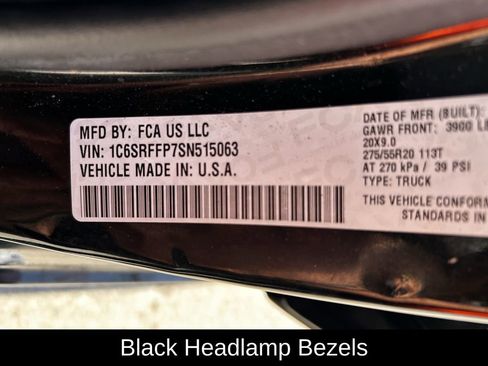 MFD BY: FCA US LLC
VIN: 1C6SRFFP7SN515063
VEHICLE MADE IN: U.S.A.
DATE OF MFR (BUILT):
GAWR FRONT: 3900 LB
20X9.0
275/55R20 113T
AT 270 kPa / 39 PSI
TYPE: TRUCK
THIS VEHICLE CONFORM
STANDARDS IN
Black Headlamp Bezels